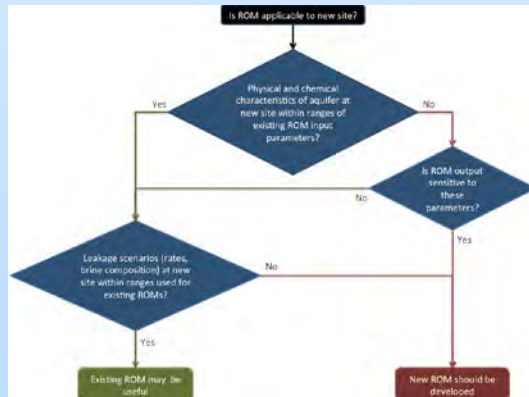 Is ROM applicable to new site?
Physical and chemical
characteristics of aquifer at
new site within ranges of
existing ROM input
parameters?
Yes
No
Is ROM output
sensitive to
these
parameters?
No
Yes
Leakage scenarios (rates,
brine composition) at new
site within ranges used for
existing ROMs?
No
Yes
Existing ROM may be
useful
New ROM should be
developed